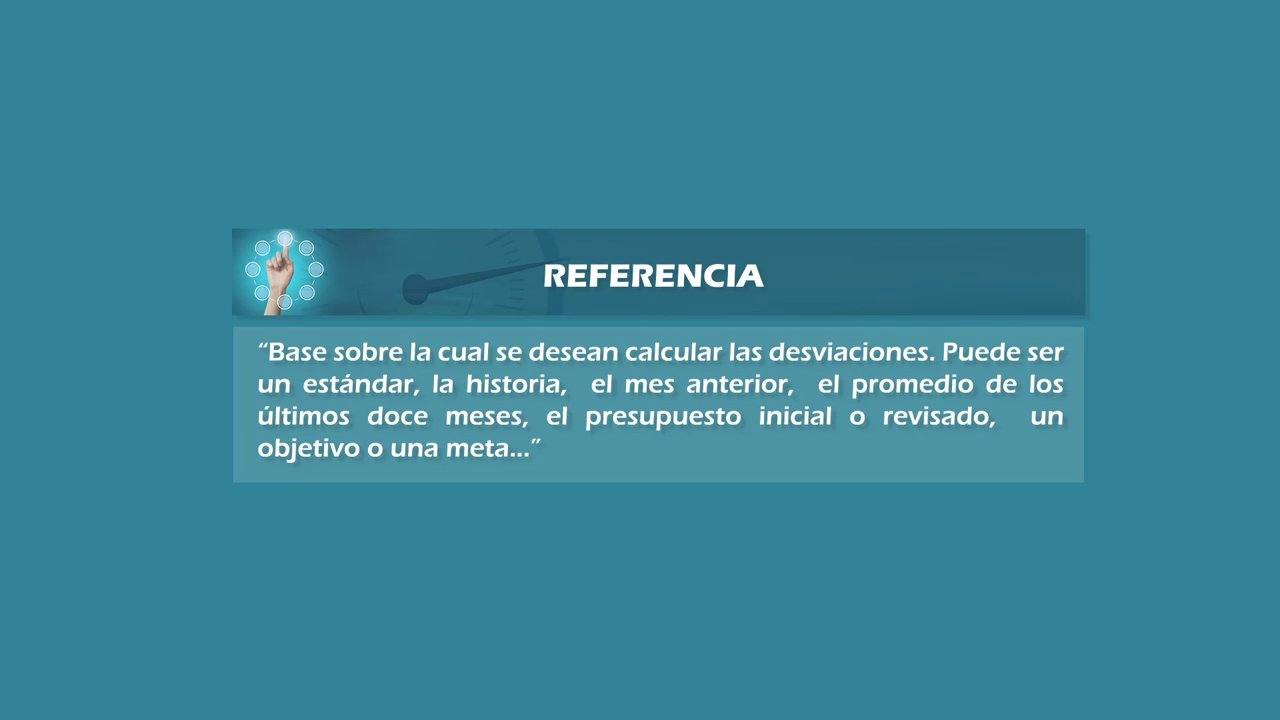 REFERENCIA
“Base sobre la cual se desean calcular las desviaciones. Puede ser
un estándar, la historia, el mes anterior, el promedio de los
últimos doce meses, el presupuesto inicial o revisado, un
objetivo o una meta...”